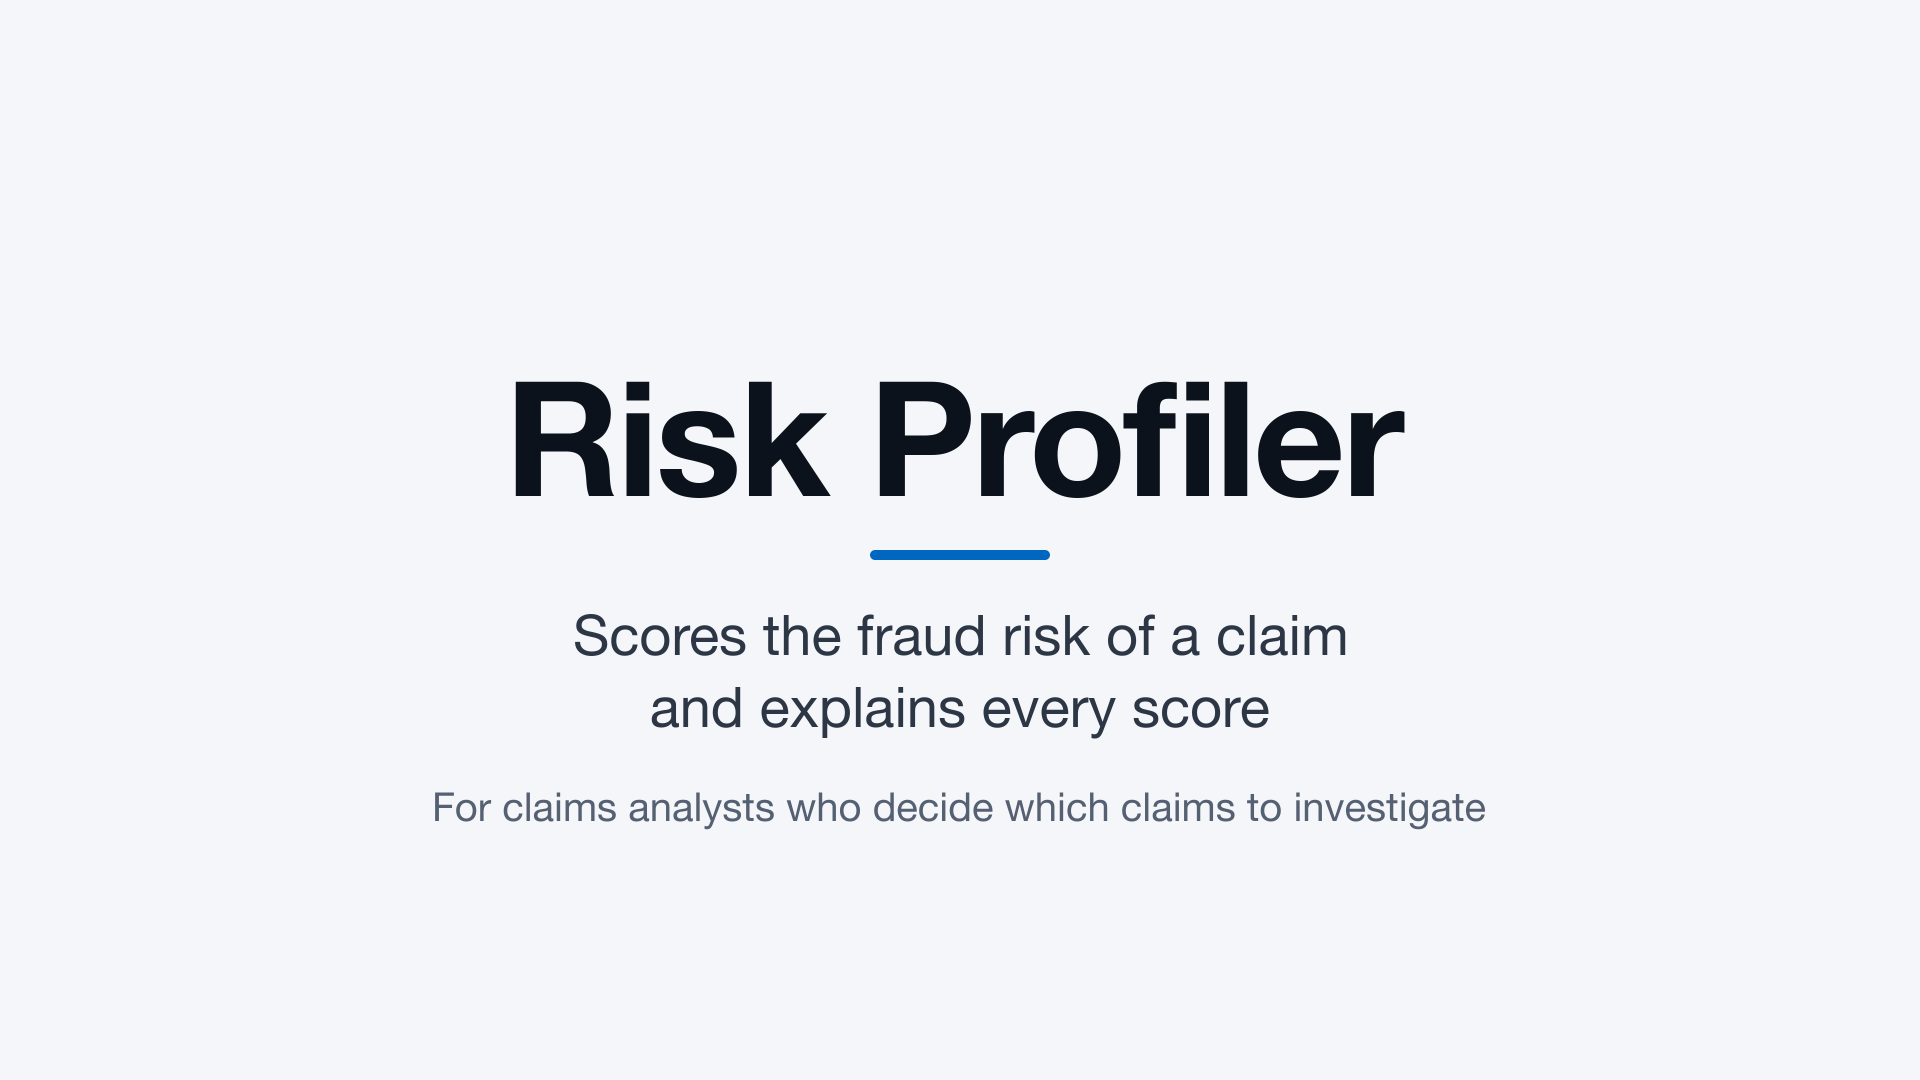 Risk Profiler
Scores the fraud risk of a claim
and explains every score
For claims analysts who decide which claims to investigate